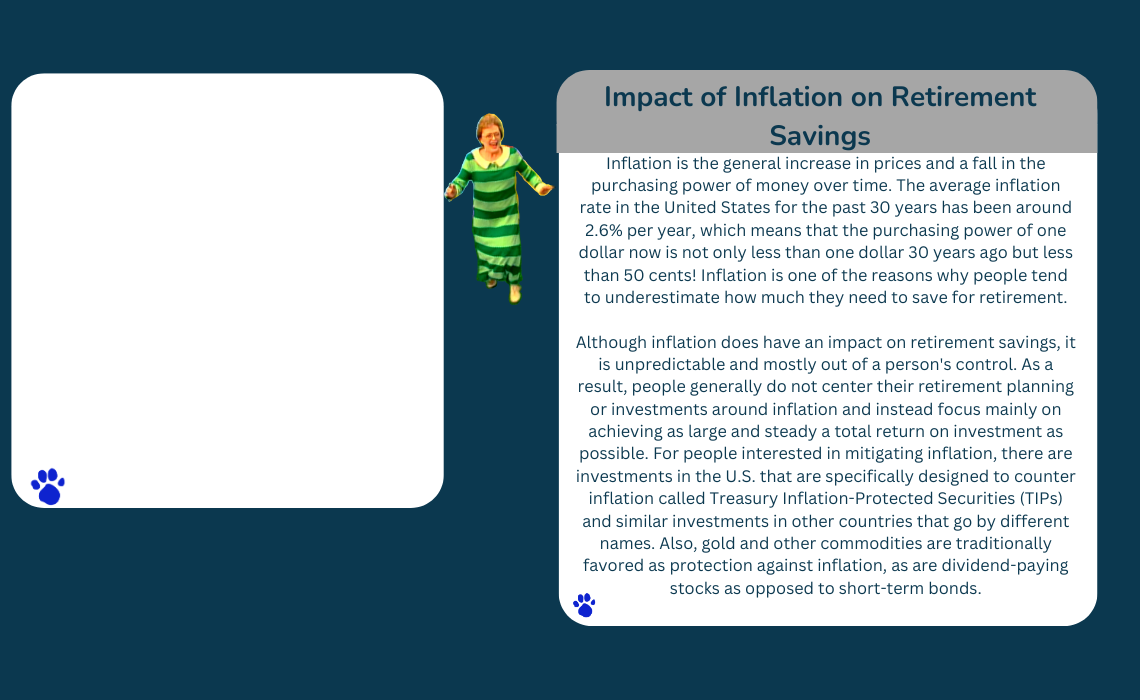 Impact of Inflation on Retirement
Savings
Inflation is the general increase in prices and a fall in the
purchasing power of money over time. The average inflation
rate in the United States for the past 30 years has been around
2.6% per year, which means that the purchasing power of one
dollar now is not only less than one dollar 30 years ago but less
than 50 cents! Inflation is one of the reasons why people tend
to underestimate how much they need to save for retirement.
Although inflation does have an impact on retirement savings, it
is unpredictable and mostly out of a person's control. As a
result, people generally do not center their retirement planning
or investments around inflation and instead focus mainly on
achieving as large and steady a total return on investment as
possible. For people interested in mitigating inflation, there are
investments in the U.S. that are specifically designed to counter
inflation called Treasury Inflation-Protected Securities (TIPs)
and similar investments in other countries that go by different
names. Also, gold and other commodities are traditionally
favored as protection against inflation, as are dividend-paying
stocks as opposed to short-term bonds.